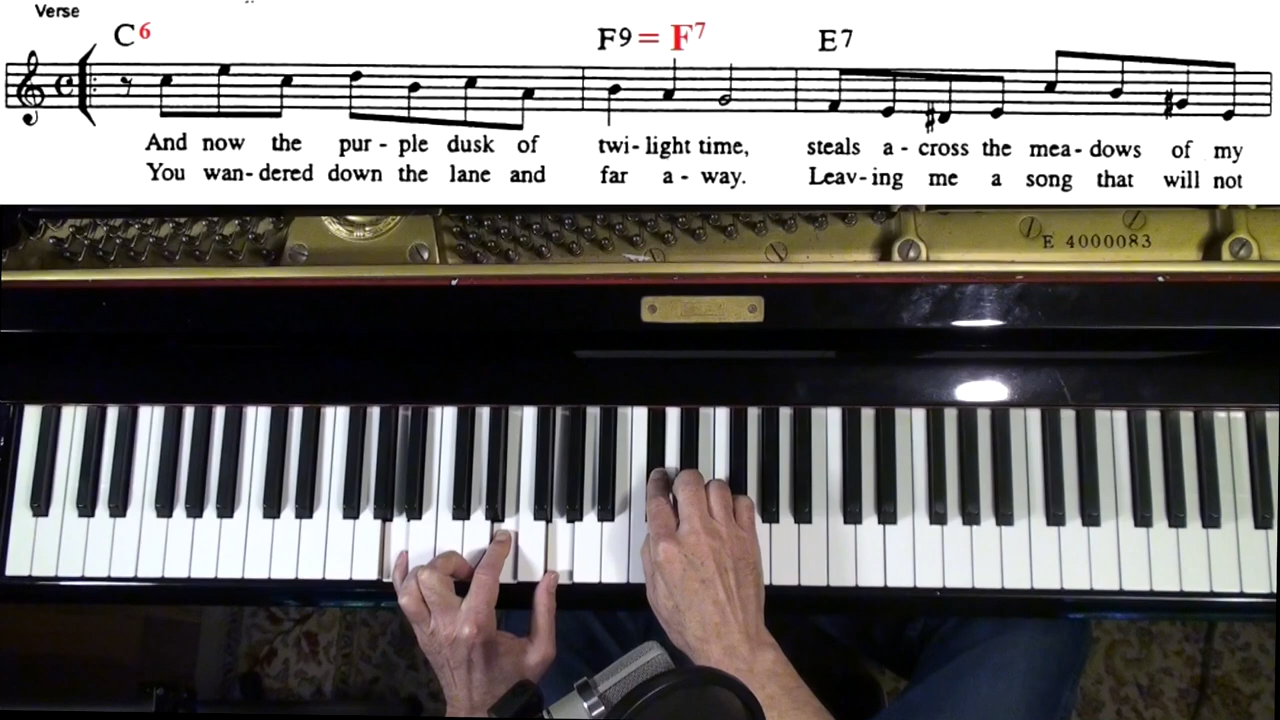 Verse
C6 F9 = F7 E7
And now the pur - ple dusk of twi - light time, steals a - cross the mea - dows of my
You wan - dered down the lane and far a - way. Leav - ing me a song that will not
E 4000083